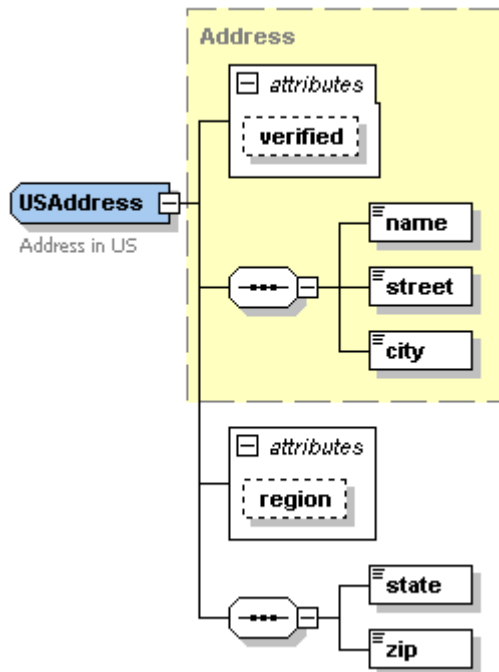 Address
attributes
verified
USAddress
Address in US
name
street
city
attributes
region
state
zip